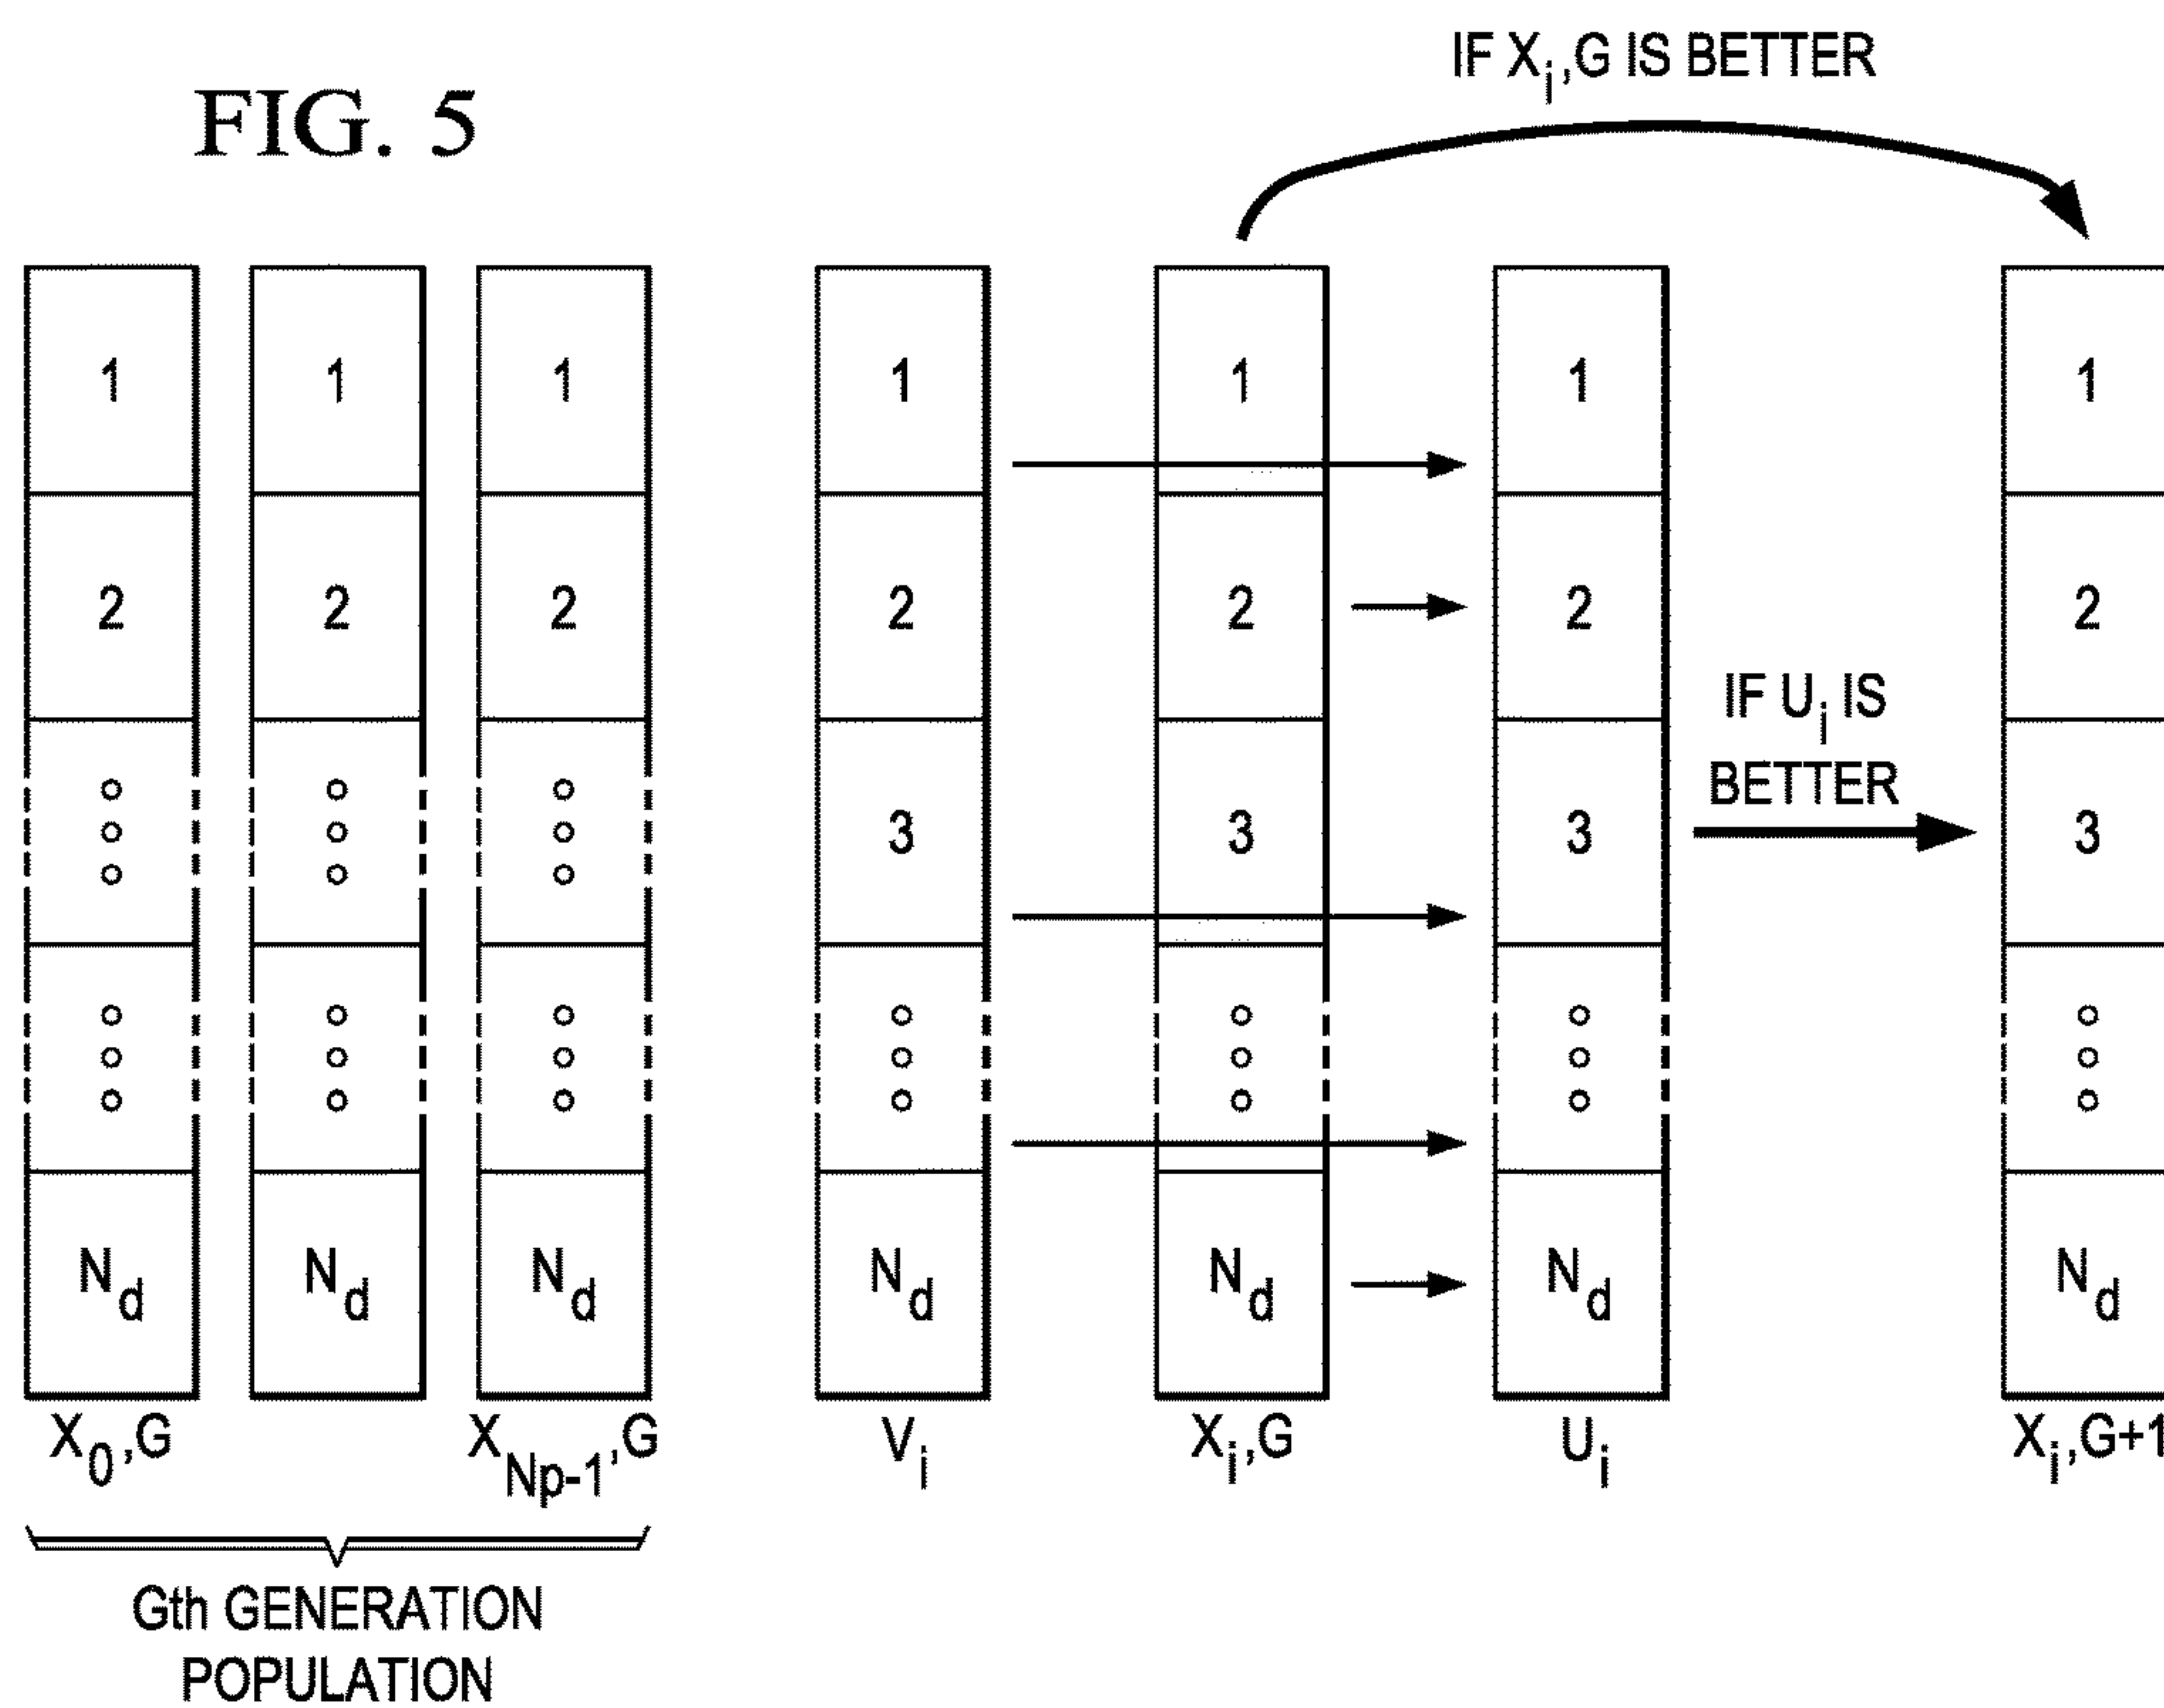 FIG. 5
IF Xi,G IS BETTER
1 1 1 1 1 1 1
2 2 2 2 2 2 2
IF Ui IS
BETTER
3 3 3 3
Nd Nd Nd Nd Nd Nd Nd
X0,G XNp-1,G Vi Xi,G Ui Xi,G+1
Gth GENERATION
POPULATION